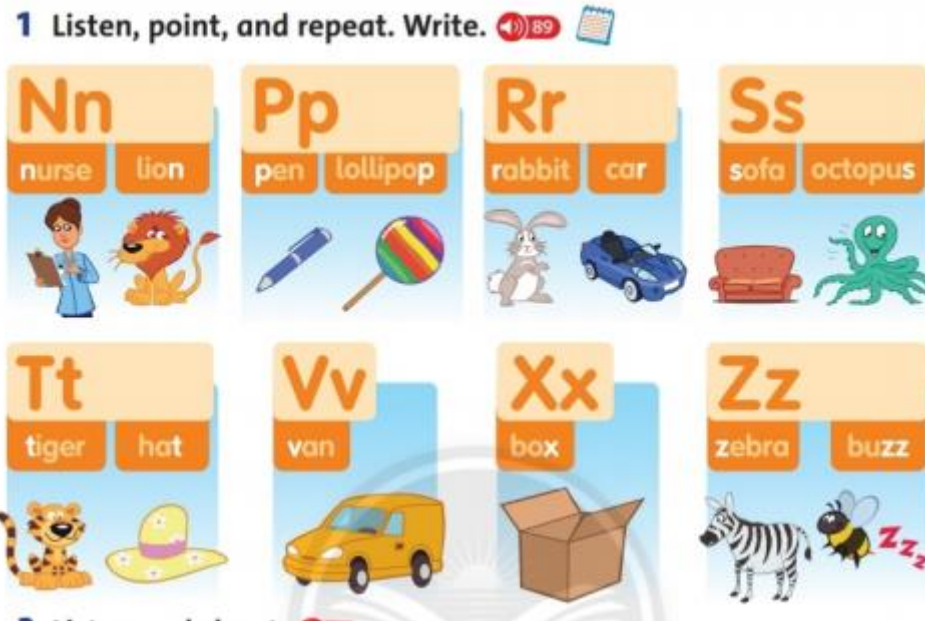 1 Listen, point, and repeat. Write. 89
Nn Pp Rr Ss
nurse lion pen lollipop rabbit car sofa octopus
Tt Vv Xx Zz
tiger hat van box zebra buzz
zzz